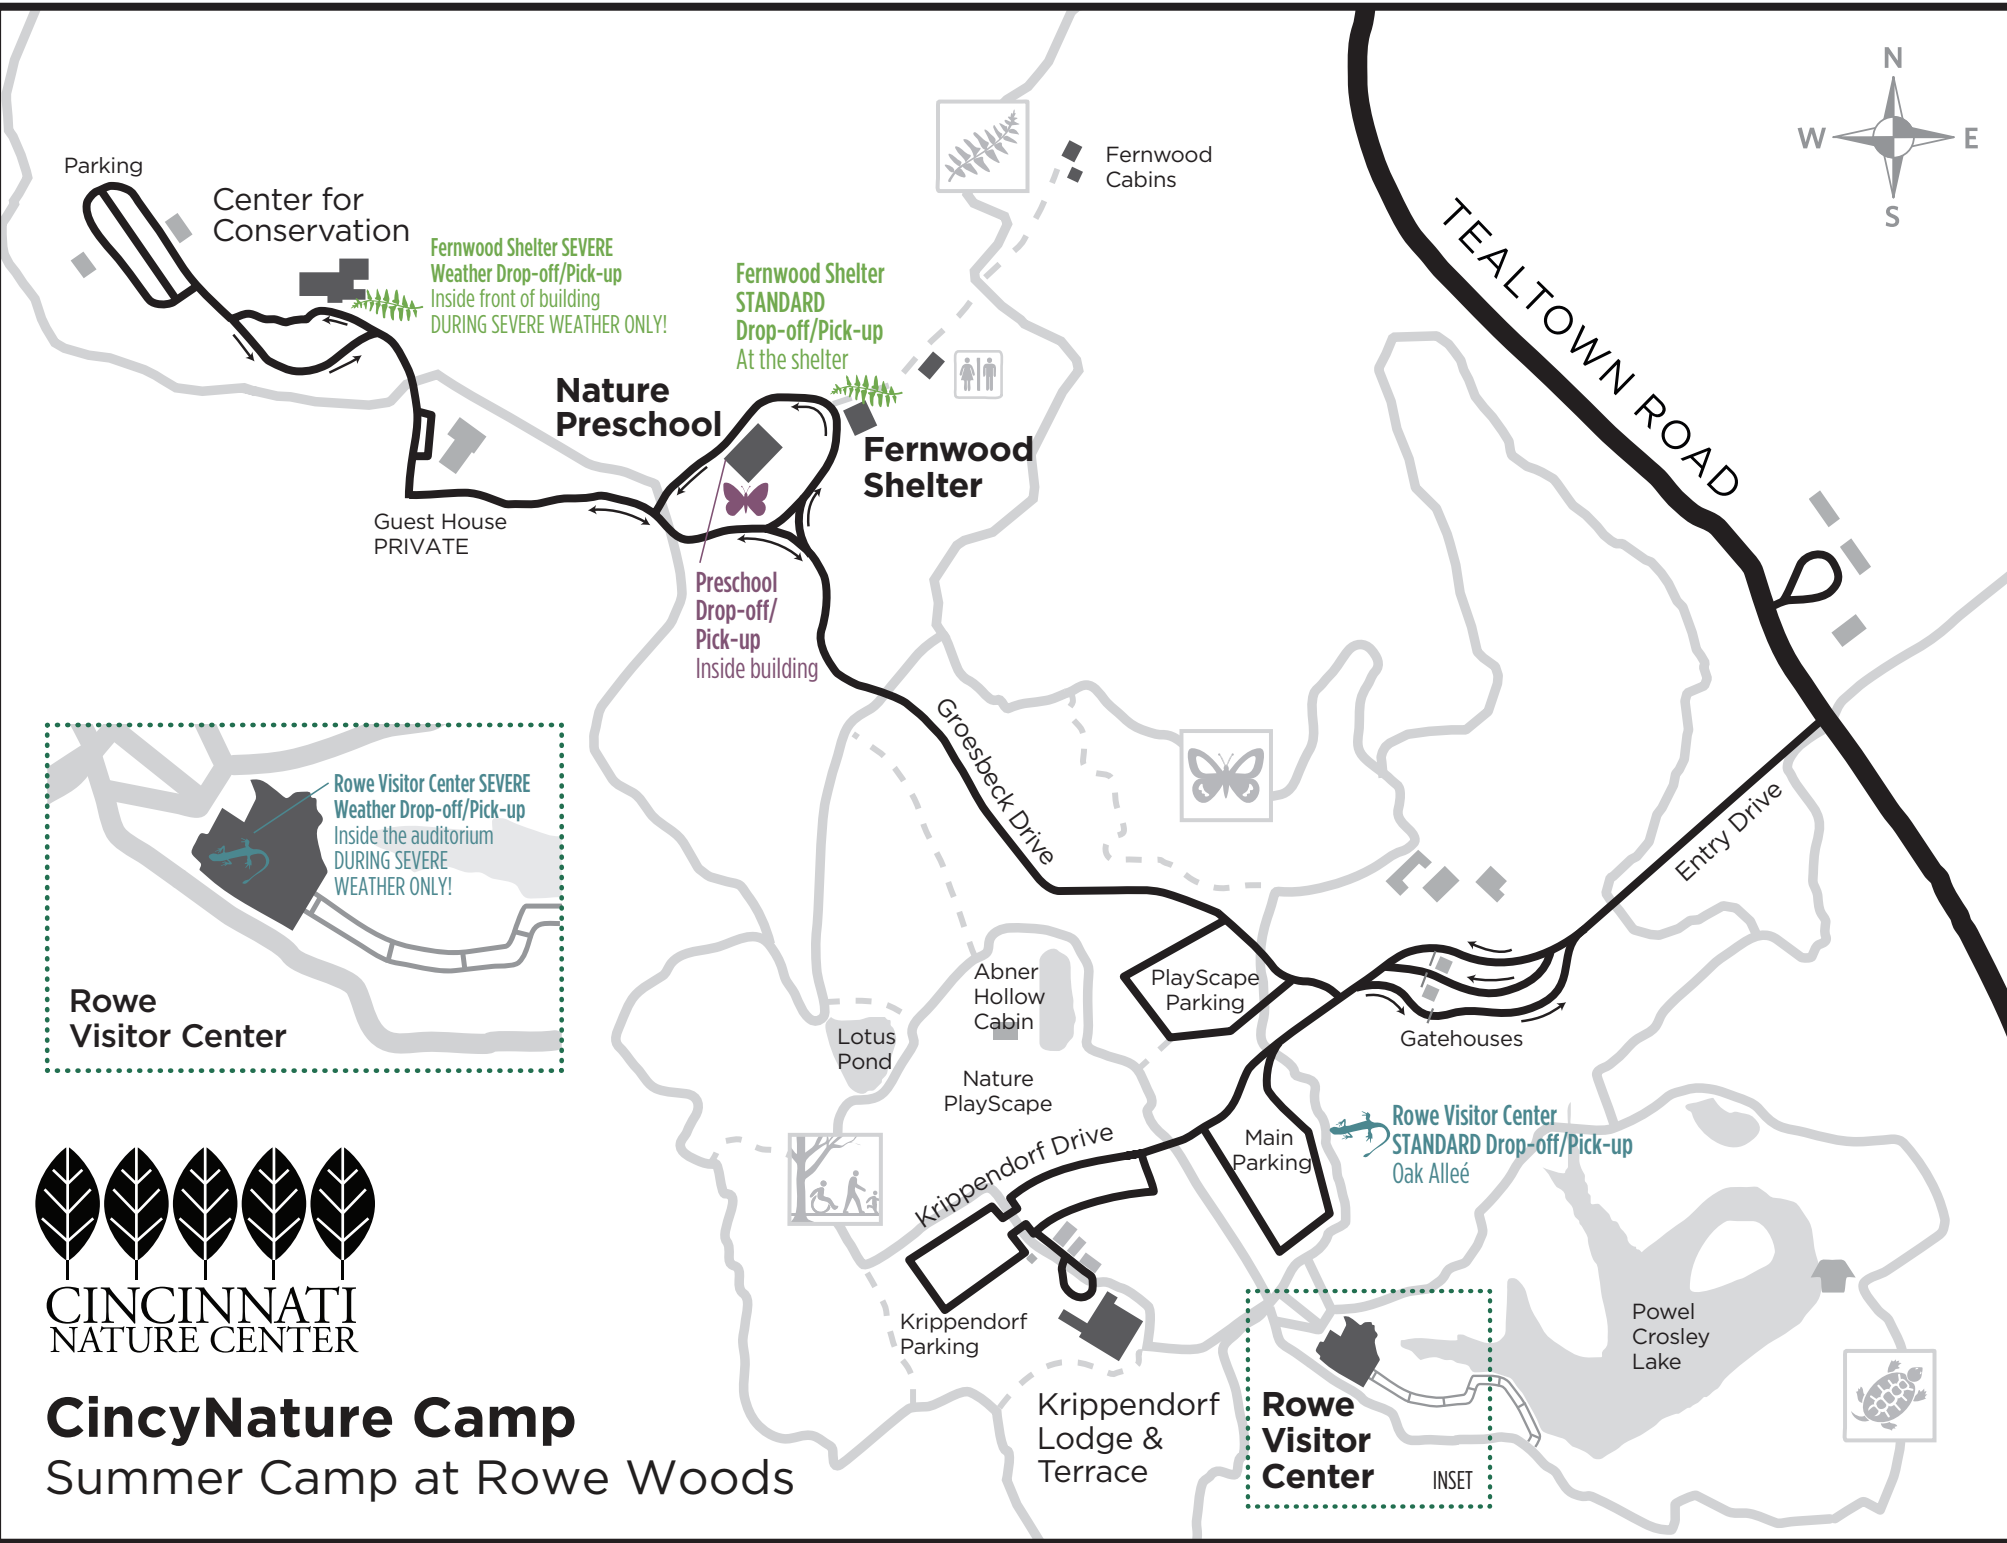 N
W
E
S
TEALTOWN ROAD
Fernwood
Cabins
Parking
Center for
Conservation
Fernwood Shelter SEVERE
Weather Drop-off/Pick-up
Inside front of building
DURING SEVERE WEATHER ONLY!
Fernwood Shelter
STANDARD
Drop-off/Pick-up
At the shelter
Nature
Preschool
Fernwood
Shelter
Guest House
PRIVATE
Preschool
Drop-off/
Pick-up
Inside building
Groesbeck Drive
Entry Drive
Rowe Visitor Center SEVERE
Weather Drop-off/Pick-up
Inside the auditorium
DURING SEVERE
WEATHER ONLY!
Rowe
Visitor Center
Abner
Hollow
Cabin
PlayScape
Parking
Gatehouses
Lotus
Pond
Nature
PlayScape
Krippendorf Drive
Main
Parking
Rowe Visitor Center
STANDARD Drop-off/Pick-up
Oak Alleé
Krippendorf
Parking
Powel
Crosley
Lake
Krippendorf
Lodge &
Terrace
Rowe
Visitor
Center
INSET
CINCINNATI
NATURE CENTER
CincyNature Camp
Summer Camp at Rowe Woods